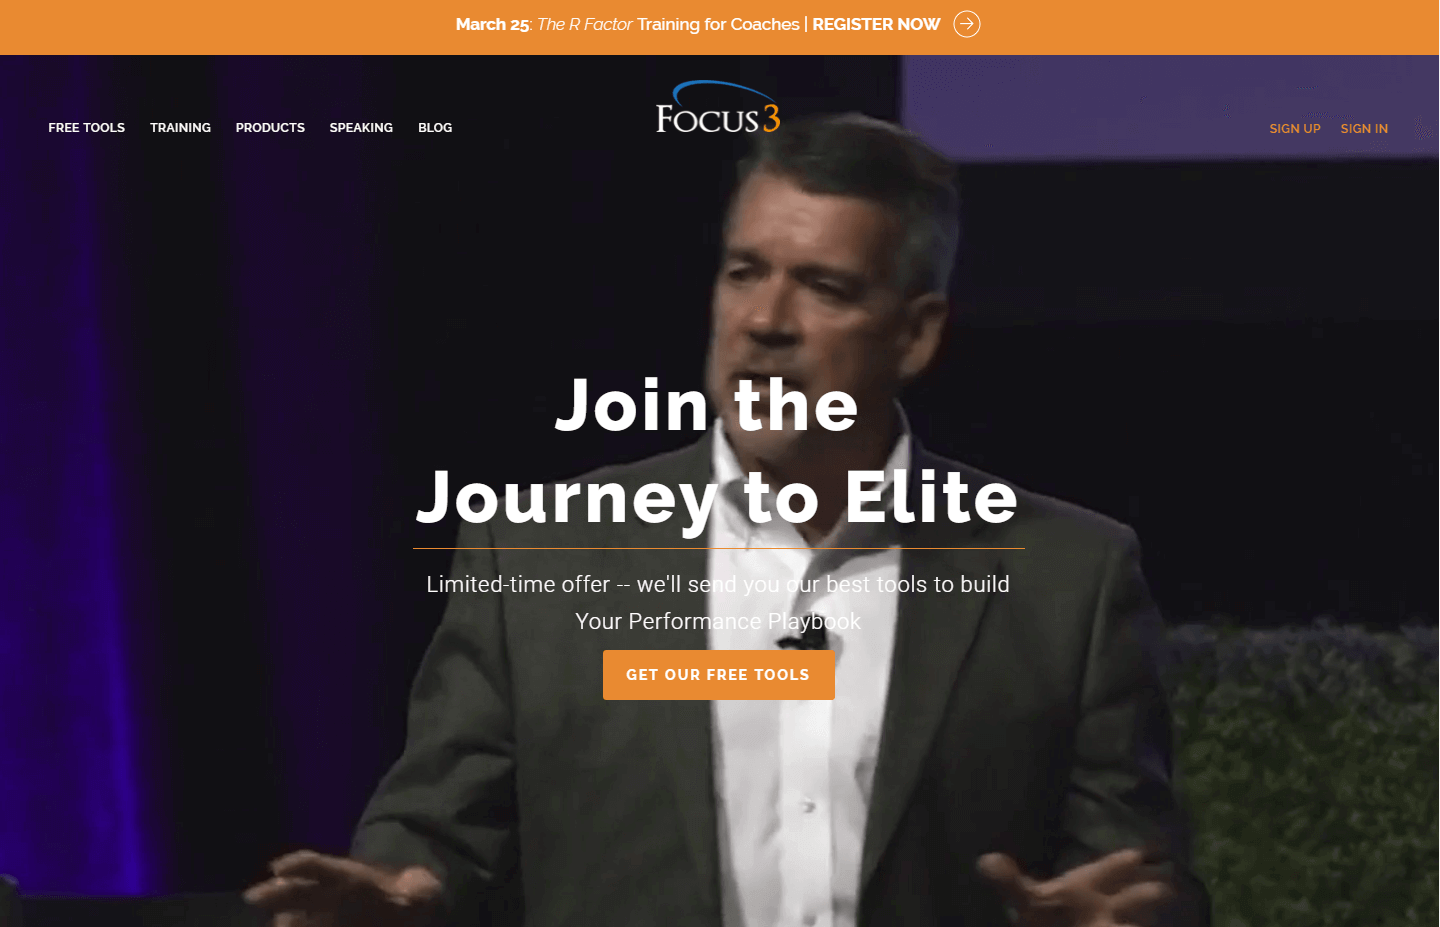 March 25: The R Factor Training for Coaches | REGISTER NOW
FREE TOOLS TRAINING PRODUCTS SPEAKING BLOG
FOCUS 3
SIGN UP SIGN IN
Join the
Journey to Elite
Limited-time offer -- we'll send you our best tools to build
Your Performance Playbook
GET OUR FREE TOOLS